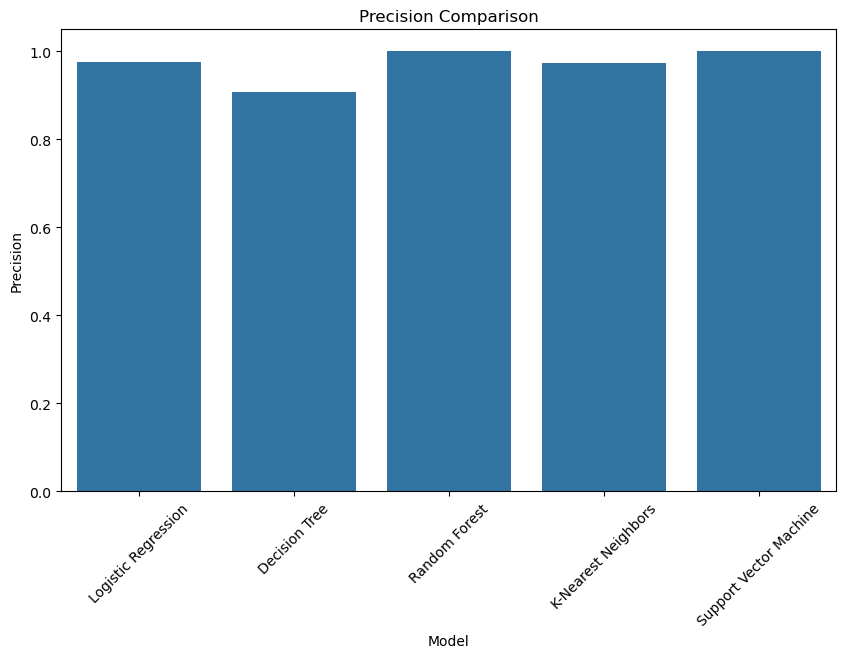 Precision Comparison
Precision
1.0
0.8
0.6
0.4
0.2
0.0
Logistic Regression
Decision Tree
Random Forest
K-Nearest Neighbors
Support Vector Machine
Model